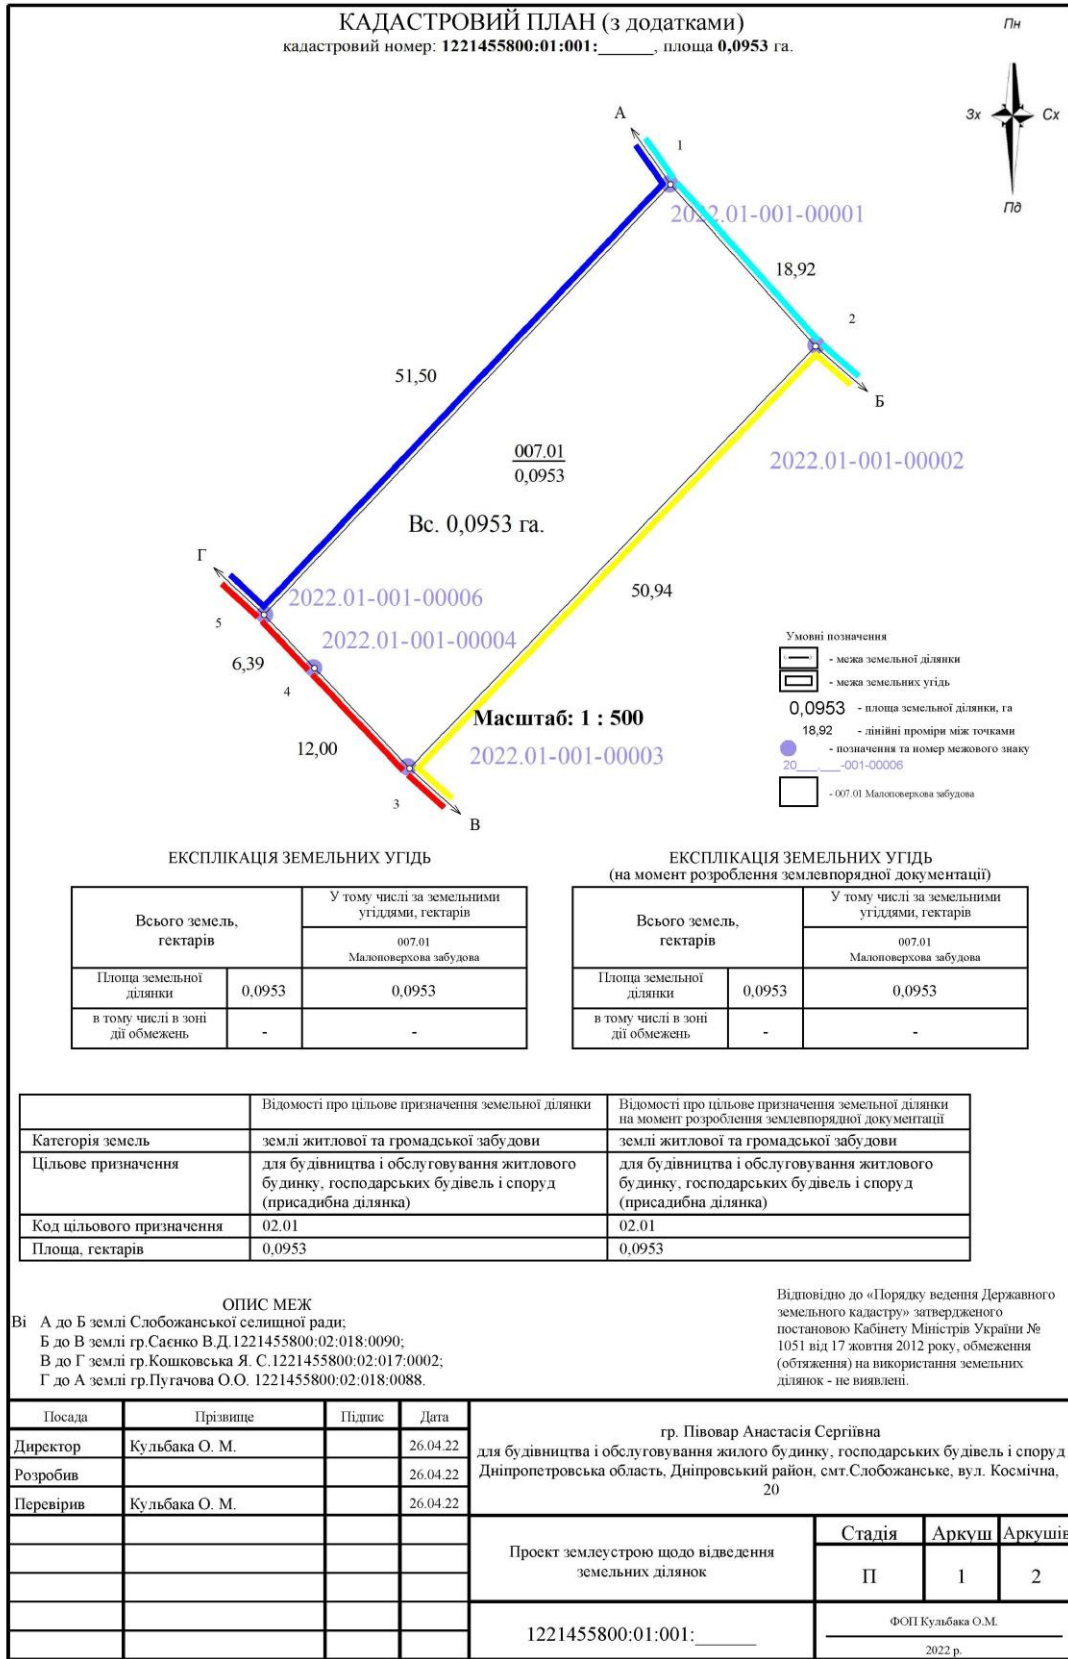 КАДАСТРОВИЙ ПЛАН (з додатками)
кадастровий номер: 1221455800:01:001:______, площа 0,0953 га.
Пн
Зх
Сх
Пд
А
1
2022.01-001-00001
18,92
2
Б
51,50
007.01
0,0953
2022.01-001-00002
Вс. 0,0953 га.
Г
50,94
2022.01-001-00006
5
2022.01-001-00004
6,39
4
Масштаб: 1 : 500
12,00
2022.01-001-00003
3
В
Умовні позначення
- межа земельної ділянки
- межа земельних угідь
0,0953 - площа земельної ділянки, га
18,92 - лінійні проміри між точками
- позначення та номер межового знаку
20___.___-001-00006
- 007.01 Малоповерхова забудова
ЕКСПЛІКАЦІЯ ЗЕМЕЛЬНИХ УГІДЬ
Всього земель,
гектарів
У тому числі за земельними
угіддями, гектарів
007.01
Малоповерхова забудова
Площа земельної
ділянки
0,0953
0,0953
в тому числі в зоні
дії обмежень
-
-
ЕКСПЛІКАЦІЯ ЗЕМЕЛЬНИХ УГІДЬ
(на момент розроблення землевпорядної документації)
Всього земель,
гектарів
У тому числі за земельними
угіддями, гектарів
007.01
Малоповерхова забудова
Площа земельної
ділянки
0,0953
0,0953
в тому числі в зоні
дії обмежень
-
-
Відомості про цільове призначення земельної ділянки
Відомості про цільове призначення земельної ділянки
на момент розроблення землевпорядної документації
Категорія земель
землі житлової та громадської забудови
землі житлової та громадської забудови
Цільове призначення
для будівництва і обслуговування житлового
будинку, господарських будівель і споруд
(присадибна ділянка)
для будівництва і обслуговування житлового
будинку, господарських будівель і споруд
(присадибна ділянка)
Код цільового призначення
02.01
02.01
Площа, гектарів
0,0953
0,0953
ОПИС МЕЖ
Ві А до Б землі Слобожанської селищної ради;
Б до В землі гр.Саєнко В.Д.1221455800:02:018:0090;
В до Г землі гр.Кошковська Я. С.1221455800:02:017:0002;
Г до А землі гр.Пугачова О.О. 1221455800:02:018:0088.
Відповідно до «Порядку ведення Державного
земельного кадастру» затвердженого
постановою Кабінету Міністрів України №
1051 від 17 жовтня 2012 року, обмеження
(обтяження) на використання земельних
ділянок - не виявлені.
Посада
Прізвище
Підпис
Дата
Директор
Кульбака О. М.
26.04.22
Розробив
26.04.22
Перевірив
Кульбака О. М.
26.04.22
гр. Півовар Анастасія Сергіївна
для будівництва і обслуговування жилого будинку, господарських будівель і споруд
Дніпропетровська область, Дніпровський район, смт.Слобожанське, вул. Космічна,
20
Проект землеустрою щодо відведення
земельних ділянок
Стадія
Аркуш
Аркушів
П
1
2
1221455800:01:001:______
ФОП Кульбака О.М.
2022 р.